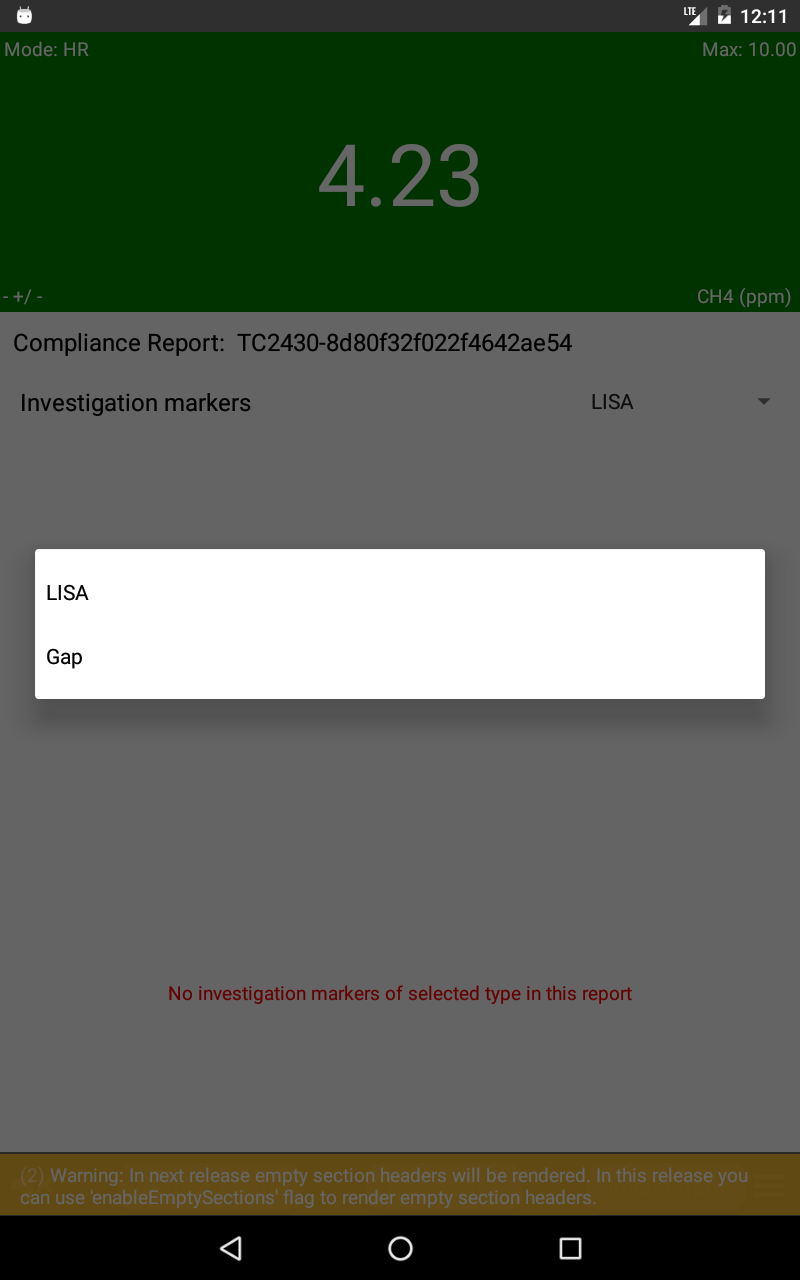 LTE 12:11
Mode: HR Max: 10.00
4.23
- +/ - CH4 (ppm)
Compliance Report: TC2430-8d80f32f022f4642ae54
Investigation markers LISA
LISA
Gap
No investigation markers of selected type in this report
(2) Warning: In next release empty section headers will be rendered. In this release you
can use 'enableEmptySections' flag to render empty section headers.